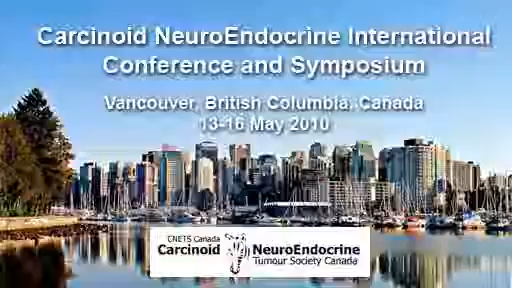 Carcinoid NeuroEndocrine International
Conference and Symposium
Vancouver, British Columbia, Canada
13-16 May 2010
CNETS Canada
Carcinoid NeuroEndocrine
Tumour Society Canada